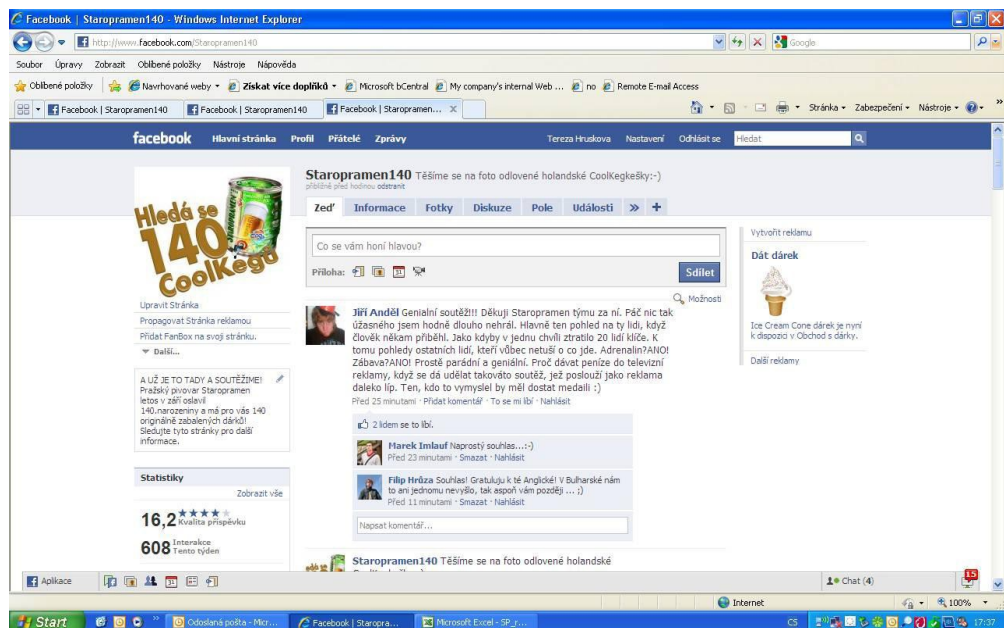 Facebook | Staropramen140 - Windows Internet Explorer
http://www.facebook.com/Staropramen140
Google
Soubor Úpravy Zobrazit Oblíbené položky Nástroje Nápověda
Oblíbené položky Navrhované weby Získat více doplňků Microsoft bCentral My company's internal Web ... no Remote E-mail Access
Facebook | Staropramen140 Facebook | Staropramen140 Facebook | Staropramen... X Stránka Zabezpečení Nástroje
facebook Hlavní stránka Profil Přátelé Zprávy Tereza Hruskova Nastavení Odhlásit se Hledat
Hledá se
140
CoolKegů
Upravit Stránka
Propagovat Stránka reklamou
Přidat FanBox na svoji stránku.
Další...
A UŽ JE TO TADY A SOUTĚŽÍME!
Pražský pivovar Staropramen
letos v září oslavil
140.narozeniny a má pro vás 140
originálně zabalených dárků!
Sledujte tyto stránky pro další
informace.
Statistiky
Zobrazit vše
16,2 Kvalita příspěvku
608 Interakce
Tento týden
Staropramen140 Těšíme se na foto odlovené holandské CoolKegkešky:-)
přibližně před hodinou odstranit
Zeď Informace Fotky Diskuze Pole Události » +
Co se vám honí hlavou?
Příloha: Sdílet
Možnosti
Jiří Anděl Genialní soutěž!!! Děkuji Staropramen týmu za ní. Páč nic tak
úžasného jsem hodně dlouho nehrál. Hlavně ten pohled na ty lidi, když
člověk někam přiběhl. Jako kdyby v jednu chvíli ztratilo 20 lidí klíče. K
tomu pohledy ostatních lidí, kteří vůbec netuší o co jde. Adrenalin?ANO!
Zábava?ANO! Prostě parádní a geniální. Proč dávat peníze do televizní
reklamy, když se dá udělat takováto soutěž, jež poslouží jako reklama
daleko líp. Ten, kdo to vymyslel by měl dostat medaili :)
Před 25 minutami · Přidat komentář · To se mi líbí · Nahlásit
2 lidem se to líbí.
Marek Imlauf Naprostý souhlas...:-)
Před 23 minutami · Smazat · Nahlásit
Filip Hrůza Souhlas! Gratuluju k té Anglické! V Bulharské nám
to ani jednomu nevyšlo, tak aspoň vám později ... ;)
Před 11 minutami · Smazat · Nahlásit
Napsat komentář...
Staropramen140 Těšíme se na foto odlovené holandské
Vytvořit reklamu
Dát dárek
Ice Cream Cone dárek je nyní
k dispozici v Obchod s dárky.
Další reklamy
Aplikace Chat (4) 15
Internet 100%
Start Odoslaná pošta - Micr... Facebook | Staropra... Microsoft Excel - SP_r... CS 17:37